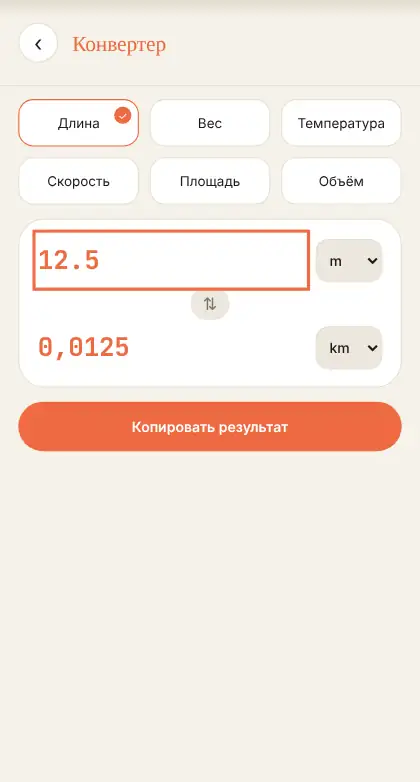 Конвертер
Длина
Вес
Температура
Скорость
Площадь
Объём
12.5
m
0,0125
km
Копировать результат